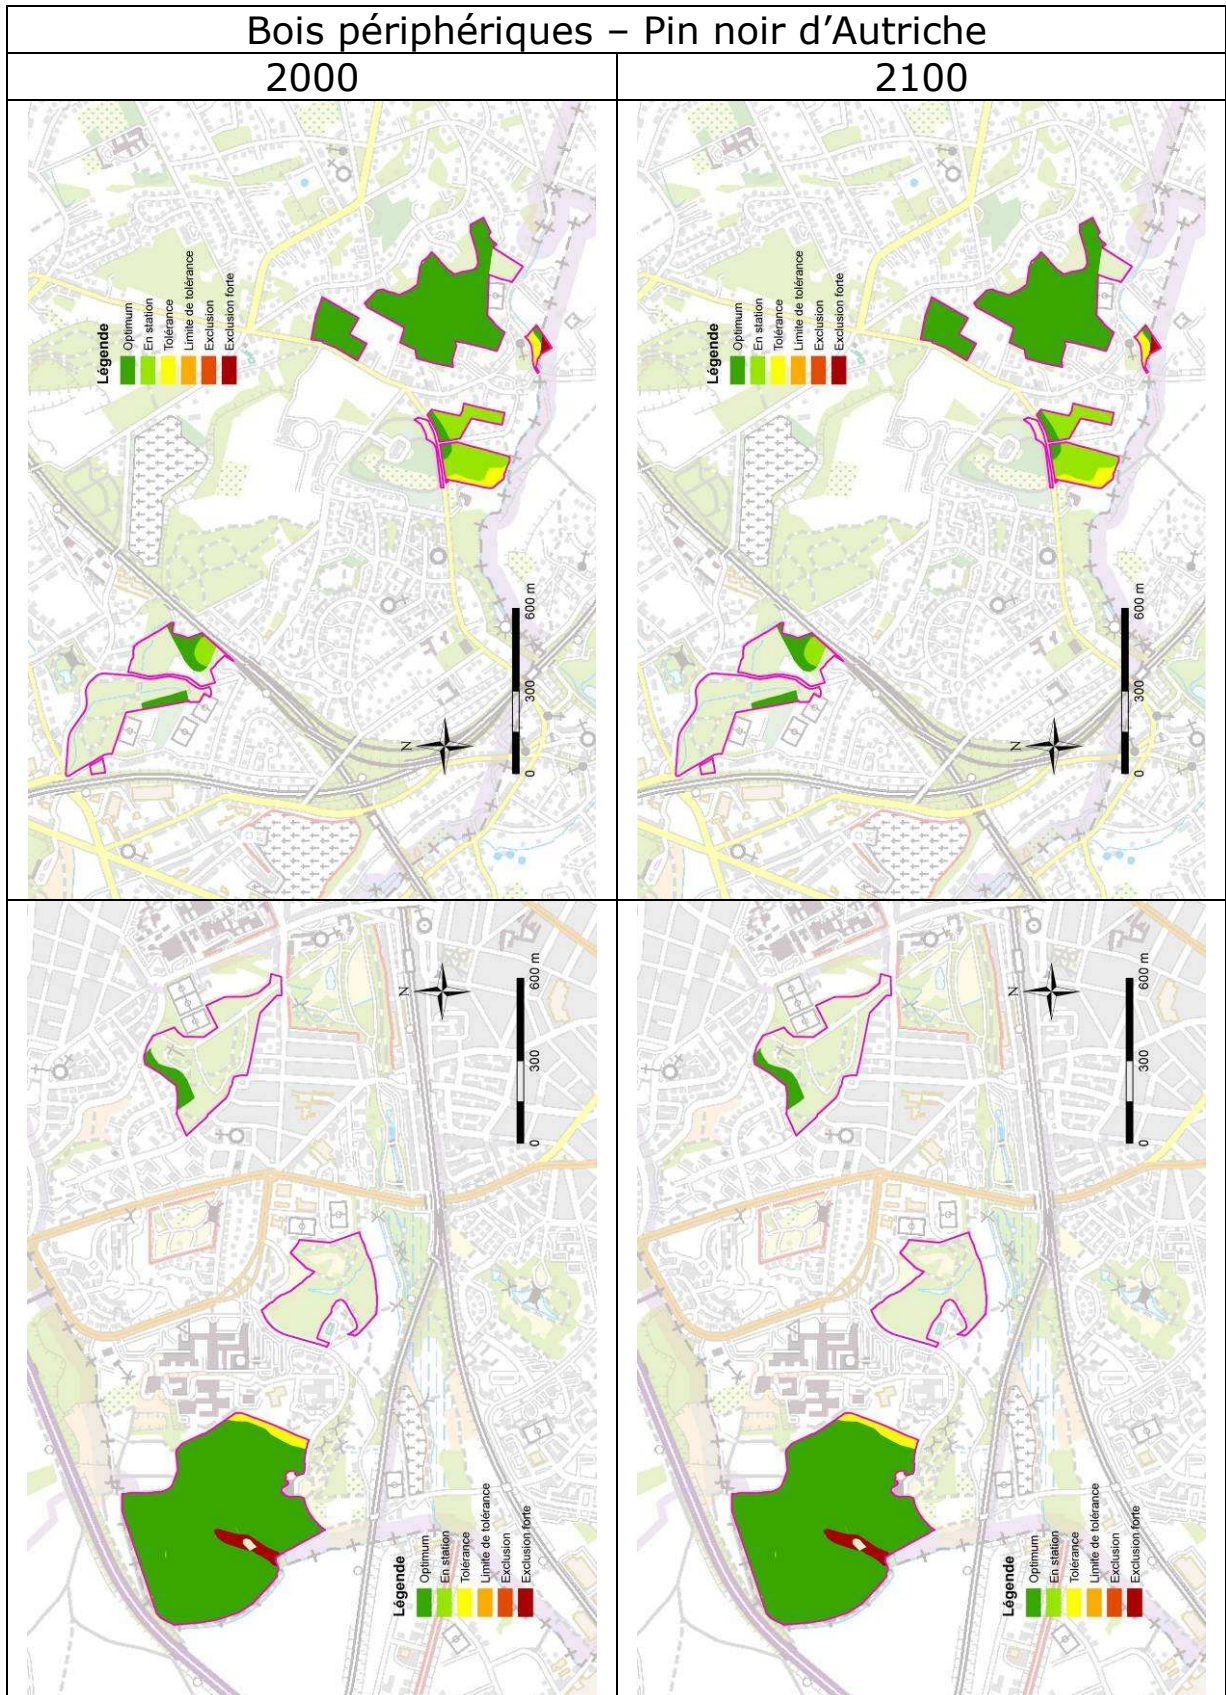 Bois périphériques – Pin noir d'Autriche
2000
2100
Légende
Optimum
En station
Tolérance
Limite de tolérance
Exclusion
Exclusion forte
N
0
300
600 m
Légende
Optimum
En station
Tolérance
Limite de tolérance
Exclusion
Exclusion forte
N
0
300
600 m
N
0
300
600 m
Légende
Optimum
En station
Tolérance
Limite de tolérance
Exclusion
Exclusion forte
N
0
300
600 m
Légende
Optimum
En station
Tolérance
Limite de tolérance
Exclusion
Exclusion forte